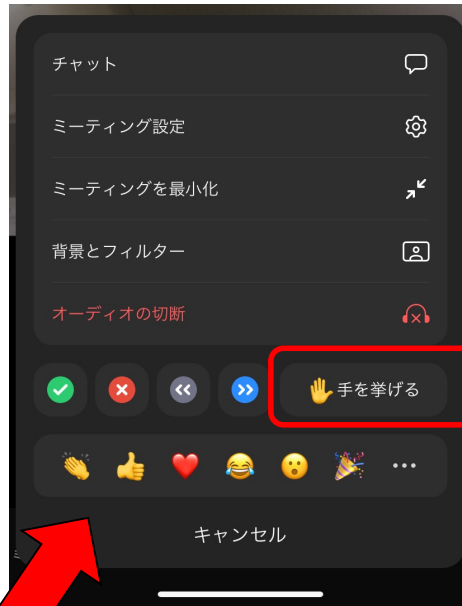 チャット
ミーティング設定
ミーティングを最小化
背景とフィルター
オーディオの切断
手を挙げる
キャンセル